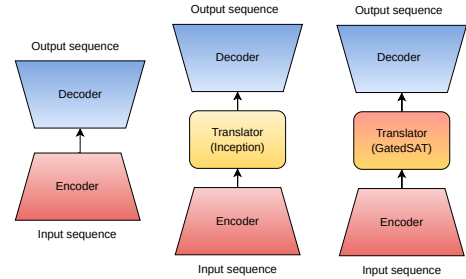 Output sequence
Decoder
Encoder
Input sequence
Output sequence
Decoder
Translator
(Inception)
Encoder
Input sequence
Output sequence
Decoder
Translator
(GatedSAT)
Encoder
Input sequence